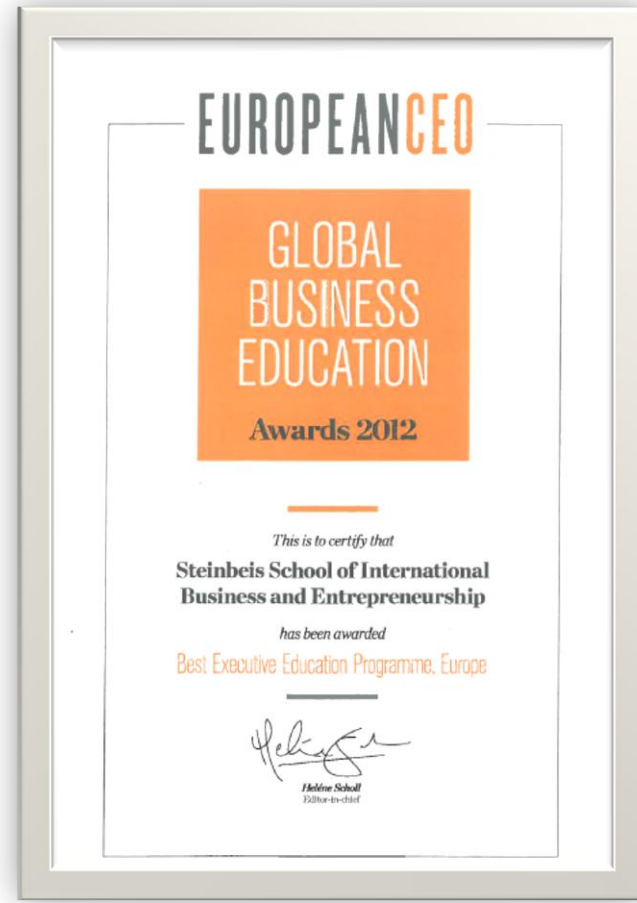 EUROPEANCEO
GLOBAL
BUSINESS
EDUCATION
Awards 2012
This is to certify that
Steinbeis School of International
Business and Entrepreneurship
has been awarded
Best Executive Education Programme, Europe
Heléne Scholl
Editor-in-chief